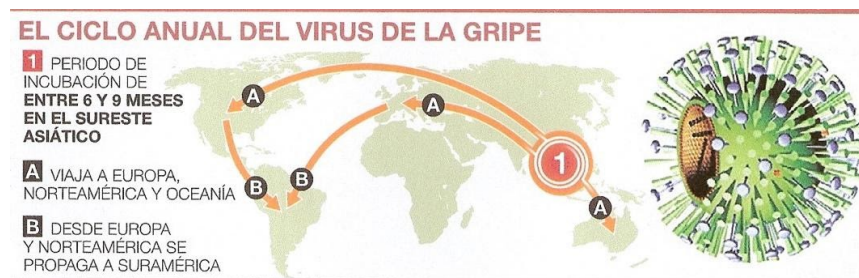 EL CICLO ANUAL DEL VIRUS DE LA GRIPE
1 PERIODO DE
INCUBACIÓN DE
ENTRE 6 Y 9 MESES
EN EL SURESTE
ASIÁTICO
A VIAJA A EUROPA,
NORTEAMÉRICA Y OCEANÍA
B DESDE EUROPA
Y NORTEAMÉRICA SE
PROPAGA A SURAMÉRICA
A
A
1
B
B
A